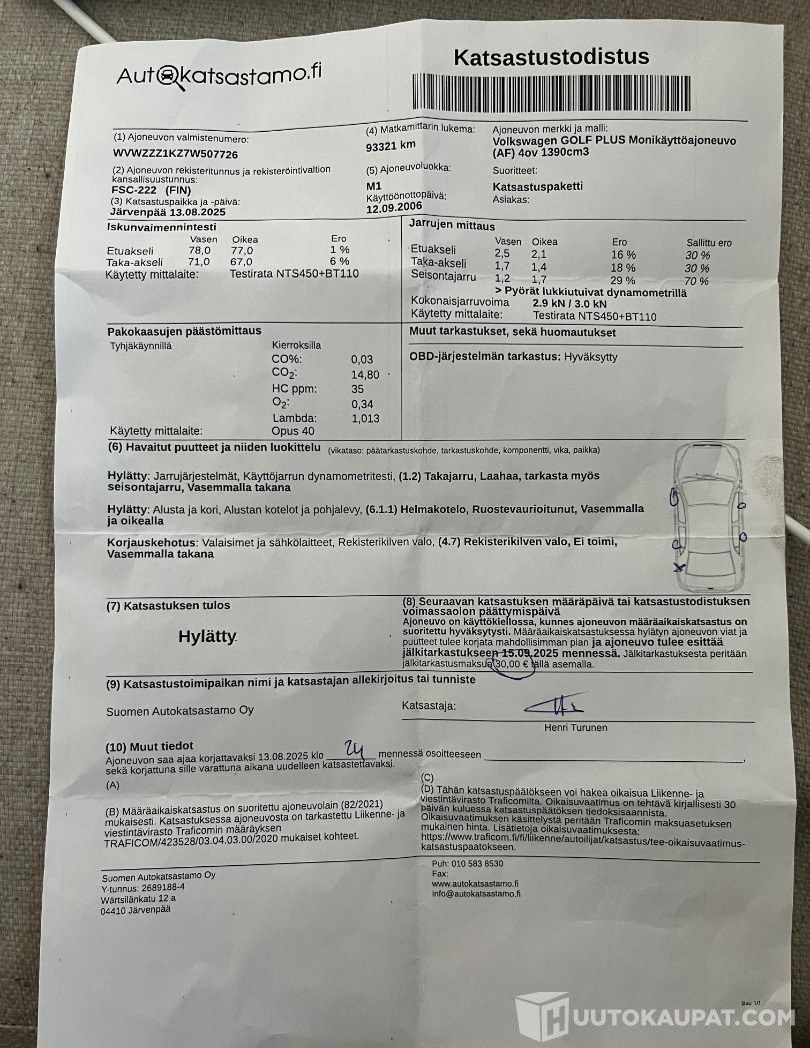 Autokatsastamo.fi
Katsastustodistus
(1) Ajoneuvon valmistenumero:
WVWZZZ1KZ7W507726
(4) Matkamittarin lukema:
93321 km
Ajoneuvon merkki ja malli:
Volkswagen GOLF PLUS Monikäyttöajoneuvo
(AF) 4ov 1390cm3
(2) Ajoneuvon rekisteritunnus ja rekisteröintivaltion
kansallisuustunnus:
FSC-222 (FIN)
(5) Ajoneuvoluokka:
M1
Suoritteet:
Katsastuspaketti
(3) Katsastuspaikka ja -päivä:
Järvenpää 13.08.2025
Käyttöönottopäivä:
12.09.2006
Asiakas:
Iskunvaimennintesti
Vasen Oikea Ero
Etuakseli 78,0 77,0 1 %
Taka-akseli 71,0 67,0 6 %
Käytetty mittalaite: Testirata NTS450+BT110
Jarrujen mittaus
Vasen Oikea Ero Sallittu ero
Etuakseli 2,5 2,1 16 % 30 %
Taka-akseli 1,7 1,4 18 % 30 %
Seisontajarru 1,2 1,7 29 % 70 %
> Pyörät lukkiutuivat dynamometrillä
Kokonaisjarruvoima 2.9 kN / 3.0 kN
Käytetty mittalaite: Testirata NTS450+BT110
Pakokaasujen päästömittaus
Tyhjäkäynnillä Kierroksilla
CO%: 0,03
CO2: 14,80
HC ppm: 35
O2: 0,34
Lambda: 1,013
Käytetty mittalaite: Opus 40
Muut tarkastukset, sekä huomautukset
OBD-järjestelmän tarkastus: Hyväksytty
(6) Havaitut puutteet ja niiden luokittelu (vikataso: päätarkastuskohde, tarkastuskohde, komponentti, vika, paikka)
Hylätty: Jarrujärjestelmät, Käyttöjarrun dynamometritesti, (1.2) Takajarru, Laahaa, tarkasta myös
seisontajarru, Vasemmalla takana
Hylätty: Alusta ja kori, Alustan kotelot ja pohjalevy, (6.1.1) Helmakotelo, Ruostevaurioitunut, Vasemmalla
ja oikealla
Korjauskehotus: Valaisimet ja sähkölaitteet, Rekisterikilven valo, (4.7) Rekisterikilven valo, Ei toimi,
Vasemmalla takana
(7) Katsastuksen tulos
Hylätty
(8) Seuraavan katsastuksen määräpäivä tai katsastustodistuksen
voimassaolon päättymispäivä
Ajoneuvo on käyttökiellossa, kunnes ajoneuvon määräaikaiskatsastus on
suoritettu hyväksytysti. Määräaikaiskatsastuksessa hylätyn ajoneuvon viat ja
puutteet tulee korjata mahdollisimman pian ja ajoneuvo tulee esittää
jälkitarkastukseen 15.09.2025 mennessä. Jälkitarkastuksesta peritään
jälkitarkastusmaksua 30,00 € tällä asemalla.
(9) Katsastustoimipaikan nimi ja katsastajan allekirjoitus tai tunniste
Suomen Autokatsastamo Oy
Katsastaja:
Henri Turunen
(10) Muut tiedot
Ajoneuvon saa ajaa korjattavaksi 13.08.2025 klo 24 mennessä osoitteeseen
sekä korjattuna sille varattuna aikana uudelleen katsastettavaksi.
(A)
(B) Määräaikaiskatsastus on suoritettu ajoneuvolain (82/2021)
mukaisesti. Katsastuksessa ajoneuvosta on tarkastettu Liikenne- ja
viestintävirasto Traficomin määräyksen
TRAFICOM/423528/03.04.03.00/2020 mukaiset kohteet.
(C)
(D) Tähän katsastuspäätökseen voi hakea oikaisua Liikenne- ja
viestintävirasto Traficomilta. Oikaisuvaatimus on tehtävä kirjallisesti 30
päivän kuluessa katsastuspäätöksen tiedoksisaannista.
Oikaisuvaatimuksen käsittelystä peritään Traficomin maksuasetuksen
mukainen hinta. Lisätietoja oikaisuvaatimuksesta:
https://www.traficom.fi/fi/liikenne/autoilijat/katsastus/tee-oikaisuvaatimus-
katsastuspaatokseen.
Suomen Autokatsastamo Oy
Y-tunnus: 2689188-4
Wärtsilänkatu 12 a
04410 Järvenpää
Puh: 010 583 8530
Fax:
www.autokatsastamo.fi
info@autokatsastamo.fi
Sivu 1/1
HUUTOKAUPAT.COM